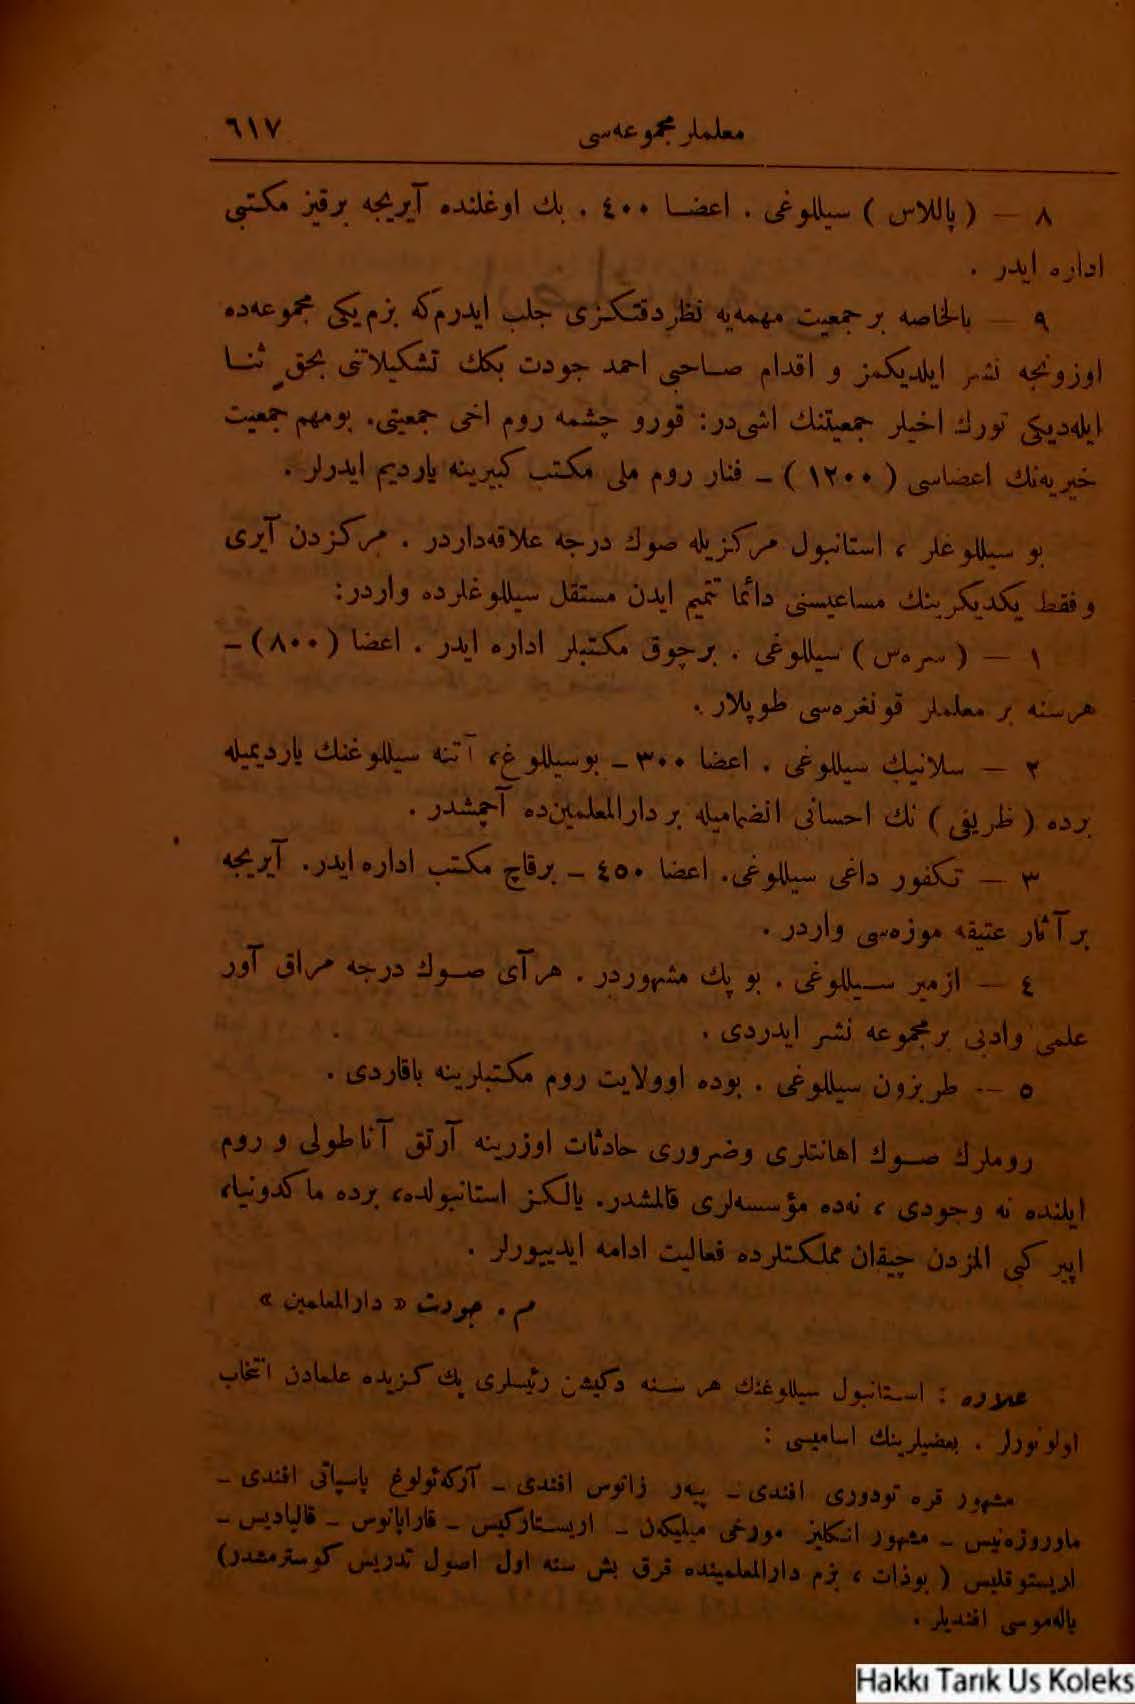 معلملر مجموعه‌سی ٦١٧
٨ — ( پاللاس ) سیللوغی . اعضا ٤٠٠ . بك اوغلنده آیریجه برقیز مکتبی
اداره ایدر .
٩ — بالخاصه بر جمعیت مهمه‌یه نظر دقتکزی جلب ایدرم‌که بزم‌یکی مجموعه‌ده
اوزونجه نشر ایلدیکمز و اقدام صاحبی احمد جودت بکك تشکیلاتنی بحق ثنا
ایله‌دیکی تورك اخیلر جمعیتنك اشی‌در: قورو چشمه روم اخی جمعیتی. بومهم جمعیت
خیریه‌نك اعضاسی ( ١٢٠٠ ) – فنار روم ملی مکتب کبیرینه یاردیم ایدرلر .
بو سیللوغلر ، استانبول مرکزیله صوك درجه علاقه‌داردر . مرکزدن آیری
وفقط یکدیکرینك مساعیسنی دائما تتمیم ایدن مستقل سیللوغلرده واردر:
١ — ( سره‌س ) سیللوغی . برچوق مکتبلر اداره ایدر . اعضا (٨٠٠) –
هرسنه بر معلملر قونغره‌سی طوپلار .
٢ — سلانیك سیللوغی . اعضا ٣٠٠ – بوسیللوغ، آتنه سیللوغنك یاردیمیله
برده ( ظریفی ) نك احسانی انضمامیله بر دارالمعلمین‌ده آچمشدر .
٣ — تکفور داغی سیللوغی. اعضا ٤٥٠ – برقاچ مکتب اداره ایدر. آیریجه
بر آثار عتیقه موزه‌سی واردر .
٤ — ازمیر سیللوغی . بو پك مشهوردر . هرآی صوك درجه مراق آور
علمی وادبی برمجموعه نشر ایدردی .
٥ -- طربزون سیللوغی . بوده اوولایت روم مکتبلرینه باقاردی .
روملرك صوك اهانتلری وضروری حادثات اوزرینه آرتق آناطولی و روم
ایلنده نه وجودی ، نه‌ده مؤسسه‌لری قالمشدر. یالکز استانبولده، برده ماکدونیا،
اپیر کبی المزدن چیقان مملکتلرده فعالیت ادامه ایدییورلر .
م . جودت « دارالمعلمین »
علاوه : استانبول سیللوغنك هر سنه دکیشن رئیسلری پك کزیده علمادن انتخاب
اولونورلر . بعضیلرینك اسامیسی :
مشهور قره تودوری افندی – پیه‌ر زانوس افندی – آرکه‌ئولوغ پاسپاتی افندی –
ماوروژه‌نیس – مشهور انکلیز مورخی میلیکه‌ن – اریستارکیس – قاراپانوس – قالیادیس –
اریستوقلیس ( بوذات ، بزم دارالمعلمینده قرق بش سنه اول اصول تدریس کوسترمشدر)
پاله‌موسی افندیلر .
Hakkı Tarık Us Koleks